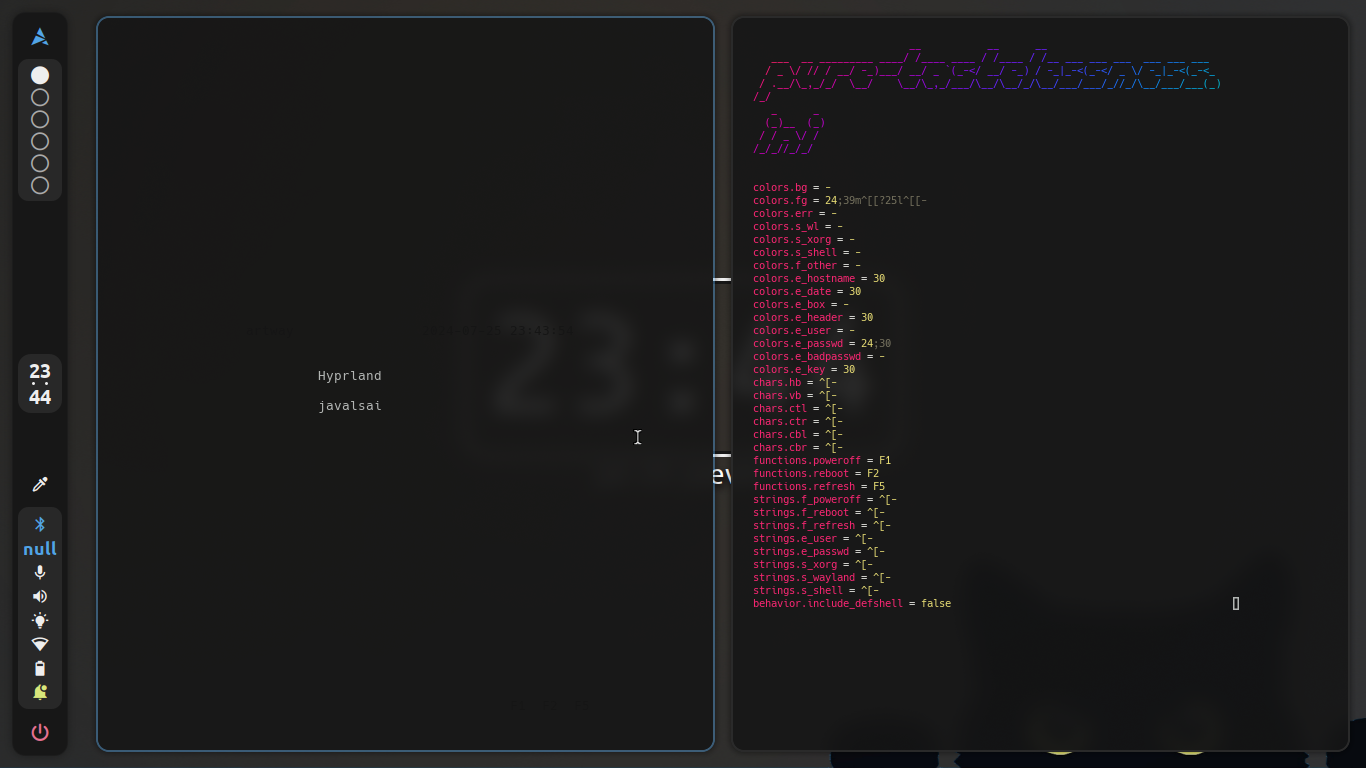 23
44
null
23:43
23:
Hyprland
javalsai
ev
colors.bg = -
colors.fg = 24;39m^[[?25l^[[-
colors.err = -
colors.s_wl = -
colors.s_xorg = -
colors.s_shell = -
colors.f_other = -
colors.e_hostname = 30
colors.e_date = 30
colors.e_box = -
colors.e_header = 30
colors.e_user = -
colors.e_passwd = 24;30
colors.e_badpasswd = -
colors.e_key = 30
chars.hb = ^[-
chars.vb = ^[-
chars.ctl = ^[-
chars.ctr = ^[-
chars.cbl = ^[-
chars.cbr = ^[-
functions.poweroff = F1
functions.reboot = F2
functions.refresh = F5
strings.f_poweroff = ^[-
strings.f_reboot = ^[-
strings.f_refresh = ^[-
strings.e_user = ^[-
strings.e_passwd = ^[-
strings.s_xorg = ^[-
strings.s_wayland = ^[-
strings.s_shell = ^[-
behavior.include_defshell = false